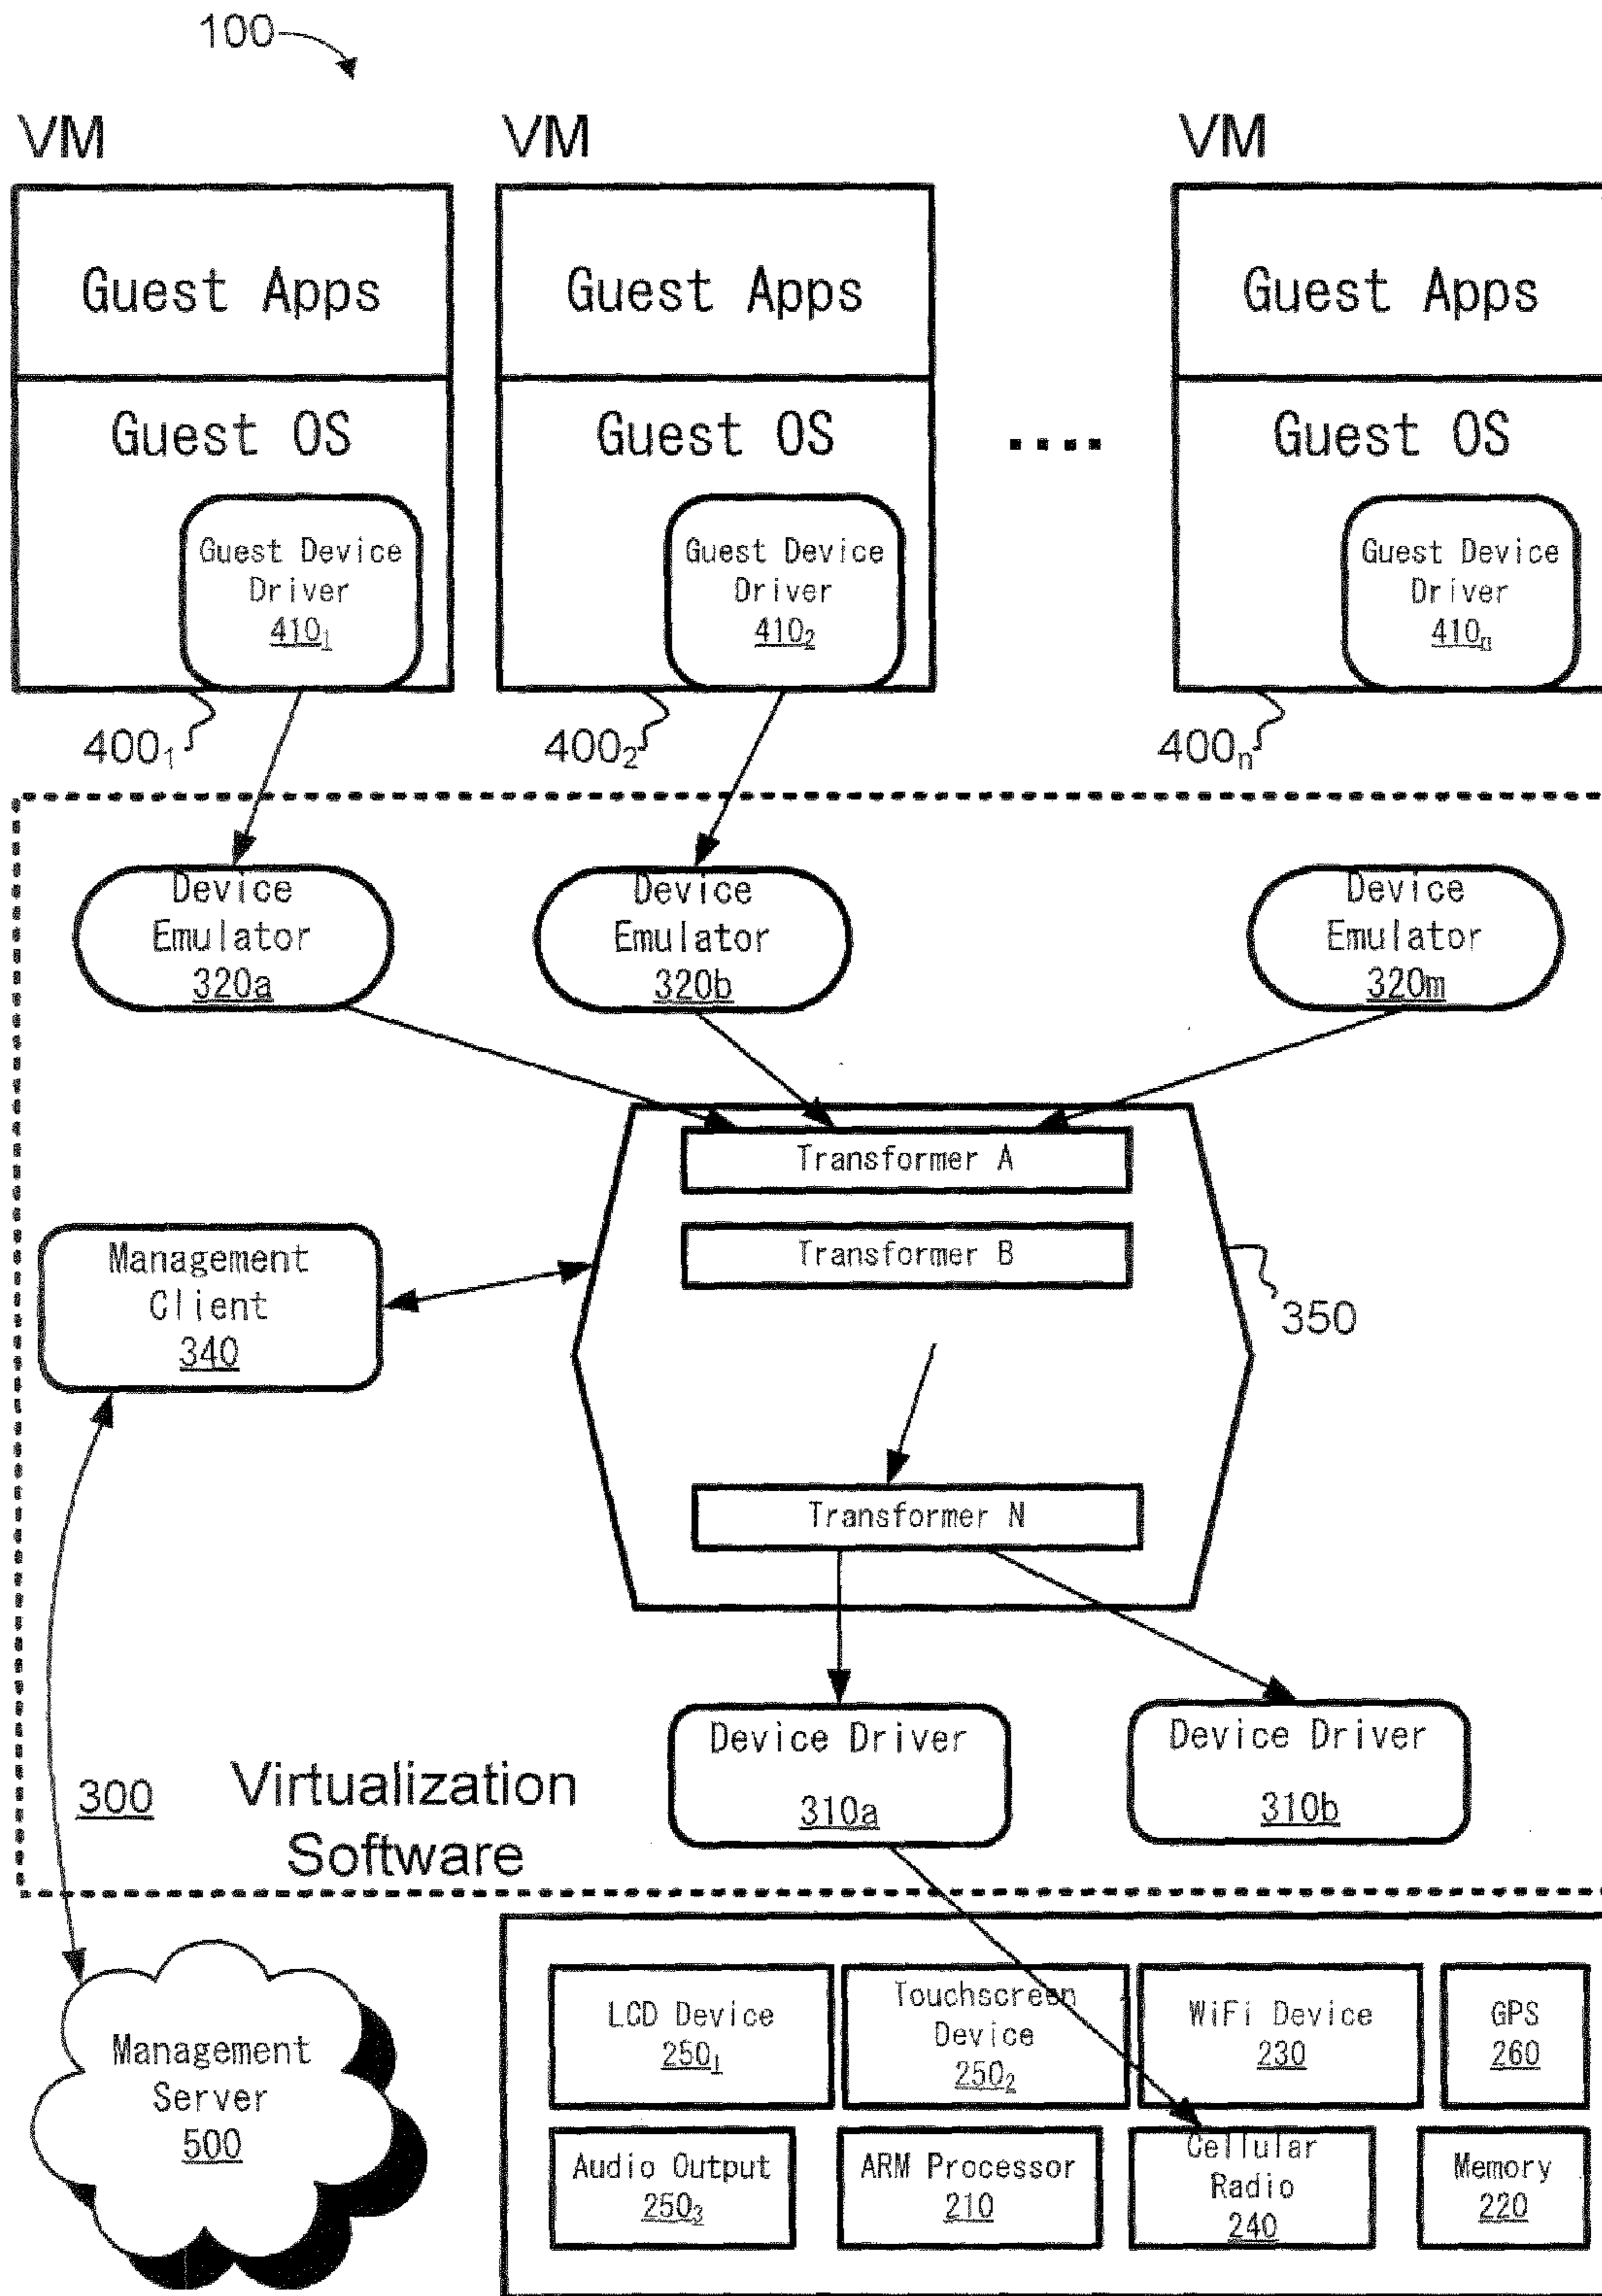 100
VM VM VM
Guest Apps Guest Apps Guest Apps
Guest OS Guest OS .... Guest OS
Guest Device Driver 410₁
Guest Device Driver 410₂
Guest Device Driver 410ₙ
400₁ 400₂ 400ₙ
Device Emulator 320a
Device Emulator 320b
Device Emulator 320m
Transformer A
Transformer B
Management
Client
340
350
Transformer N
Device Driver
310a
Device Driver
310b
300
Virtualization
Software
Management
Server
500
LCD Device
250₁
Touchscreen
Device
250₂
WiFi Device
230
GPS
260
Audio Output
250₃
ARM Processor
210
Cellular
Radio
240
Memory
220